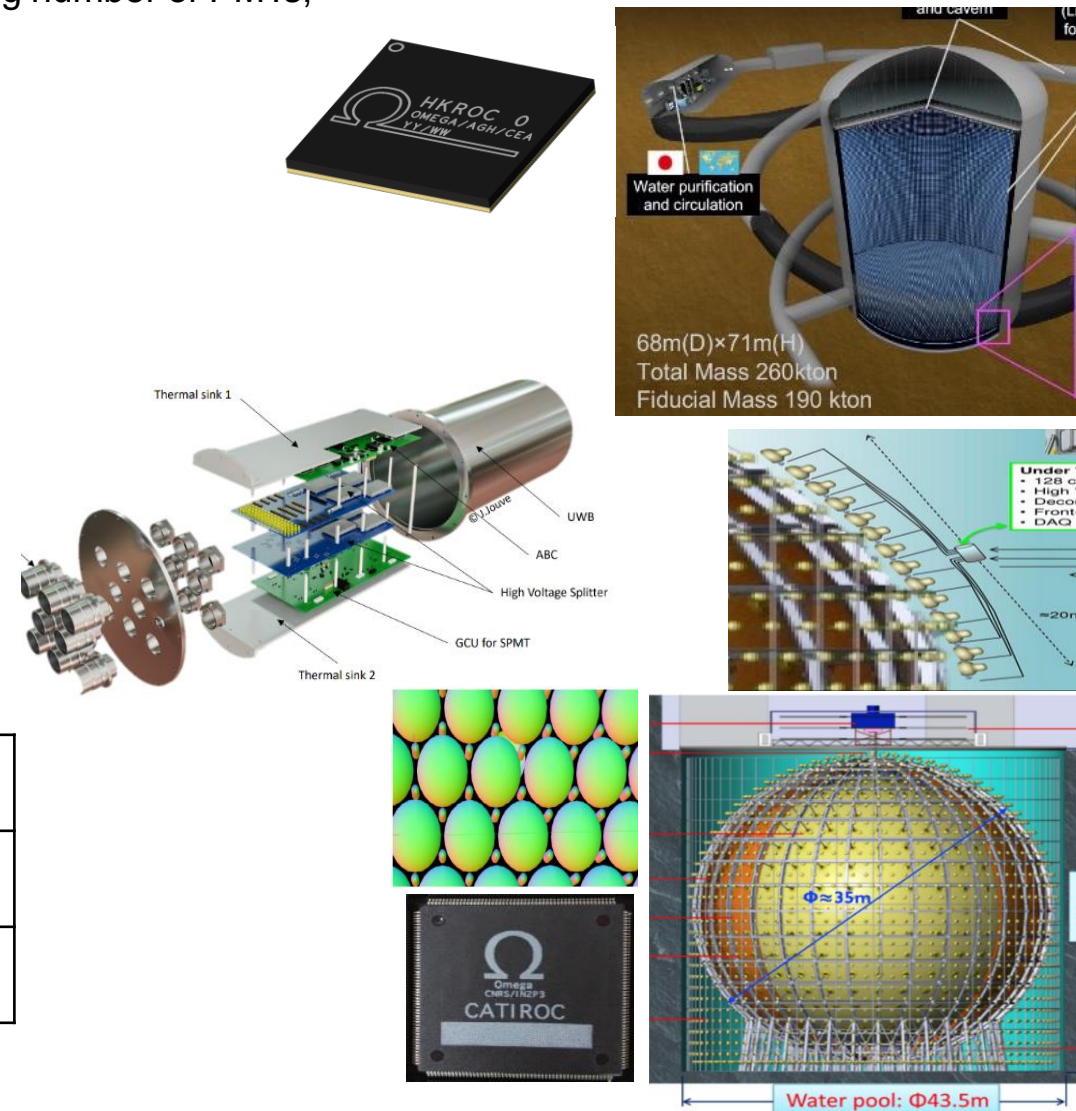 g number of PMTs,
HKROC 0
OMEGA/AGH/CEA
YY/WW
and cavern
(L
fo
Water purification
and circulation
68m(D)×71m(H)
Total Mass 260kton
Fiducial Mass 190 kton
Thermal sink 1
©J.Jouve
UWB
ABC
High Voltage Splitter
GCU for SPMT
Thermal sink 2
Under
• 128 c
• High
• Deco
• Front
• DAQ
≈20m
Φ≈35m
Ω
Omega
CNRS/IN2P3
CATIROC
Water pool: Φ43.5m